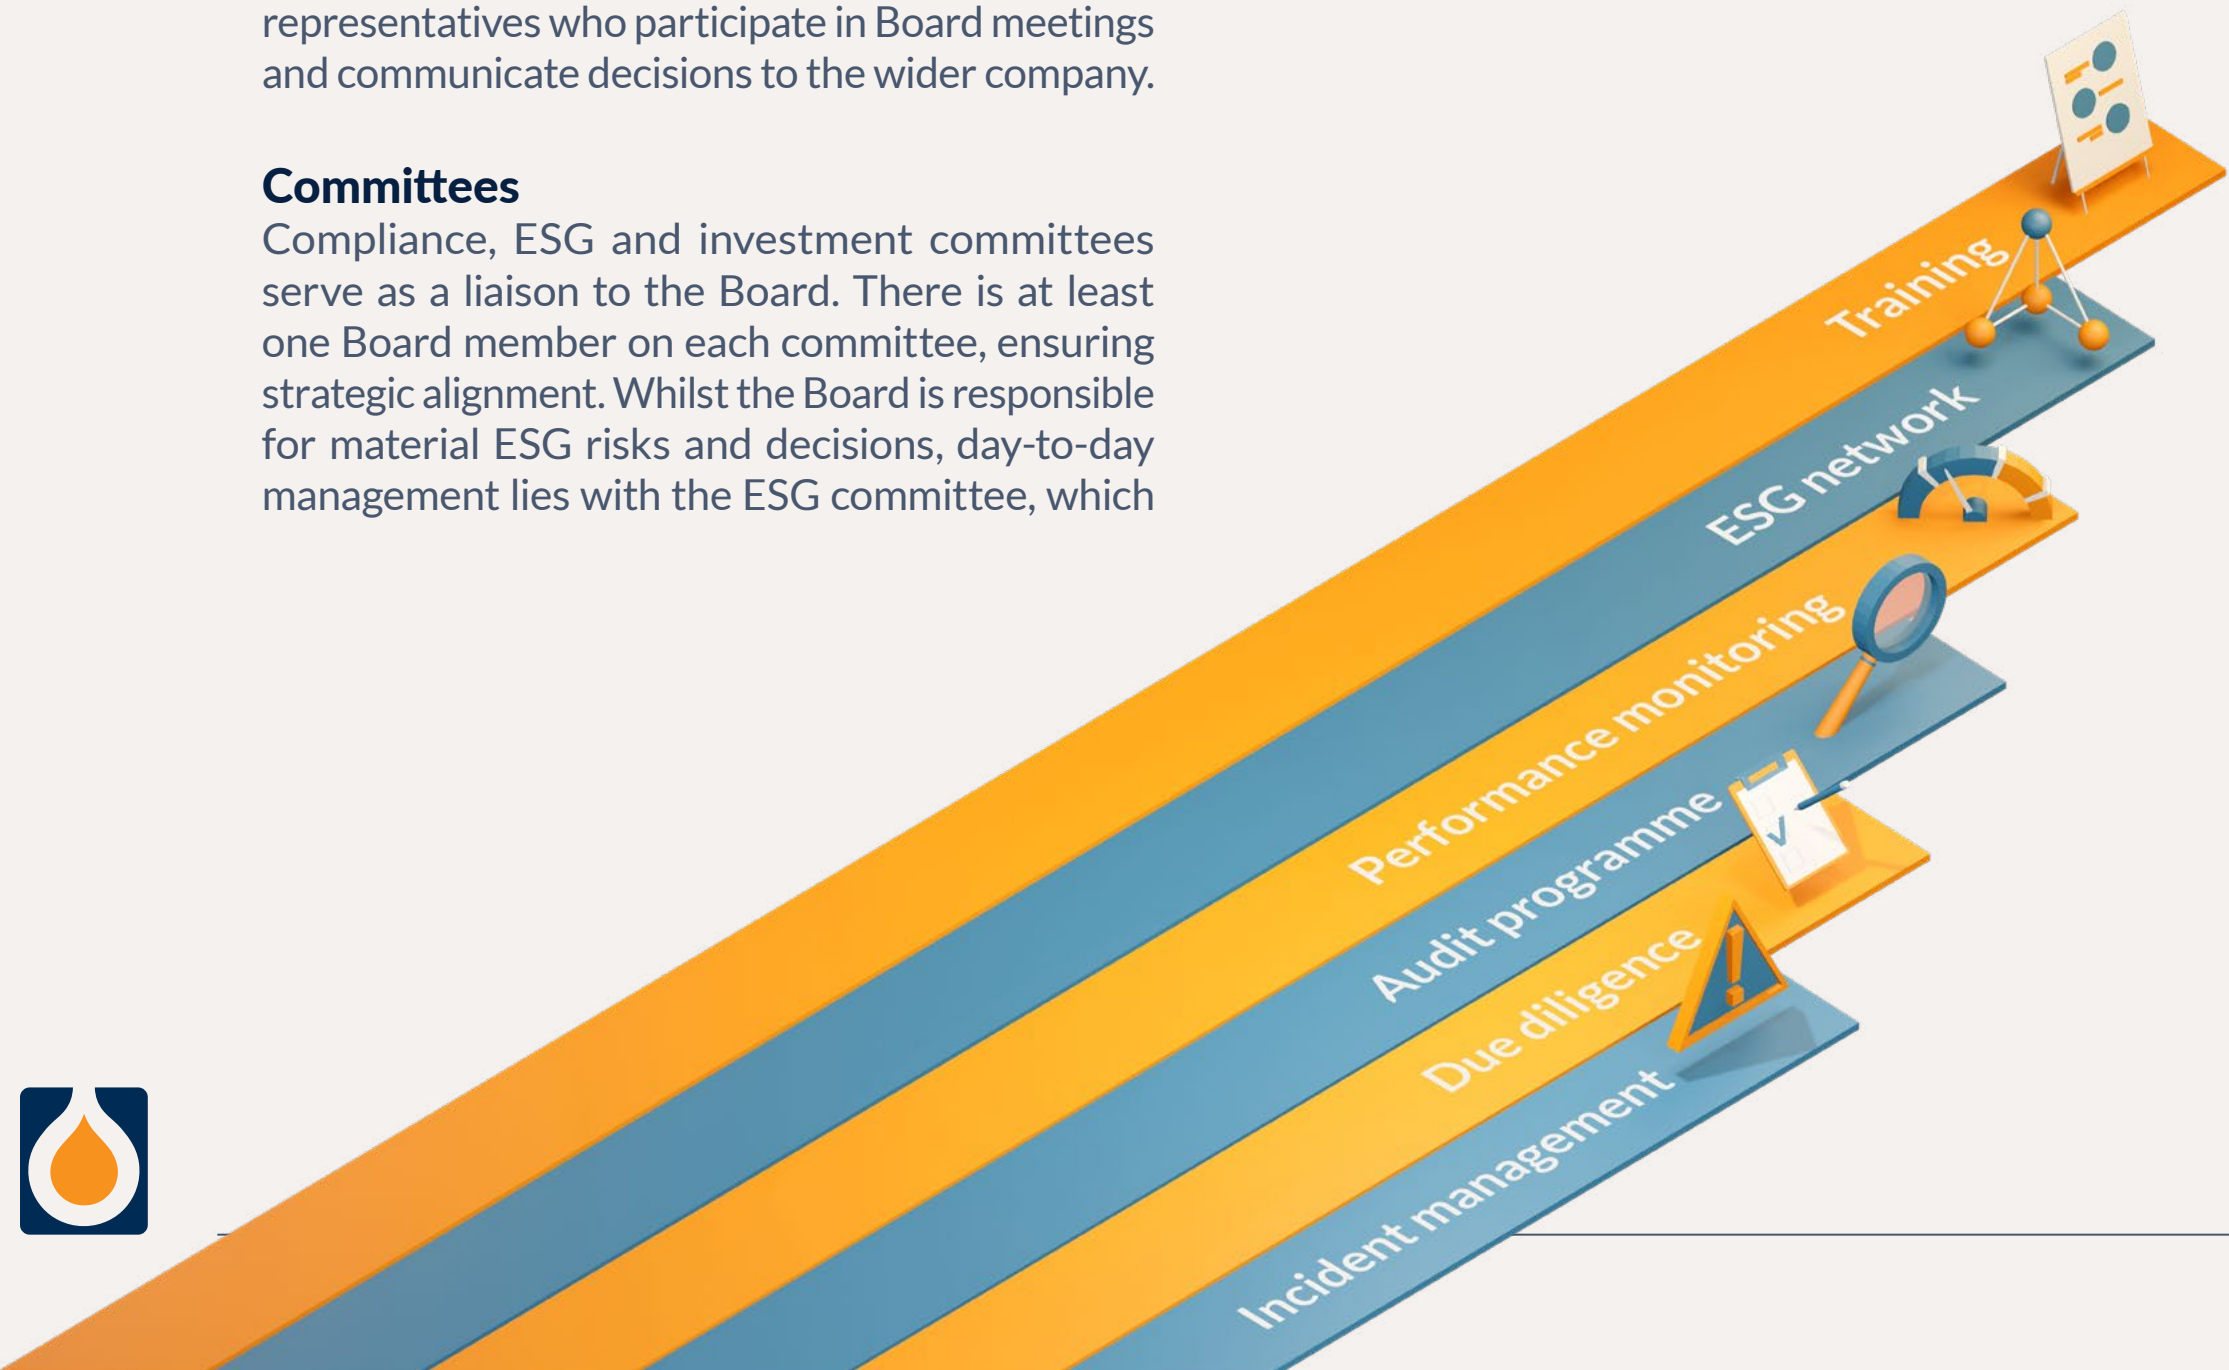 representatives who participate in Board meetings
and communicate decisions to the wider company.
Committees
Compliance, ESG and investment committees
serve as a liaison to the Board. There is at least
one Board member on each committee, ensuring
strategic alignment. Whilst the Board is responsible
for material ESG risks and decisions, day-to-day
management lies with the ESG committee, which
Training
ESG network
Performance monitoring
Audit programme
Due diligence
Incident management